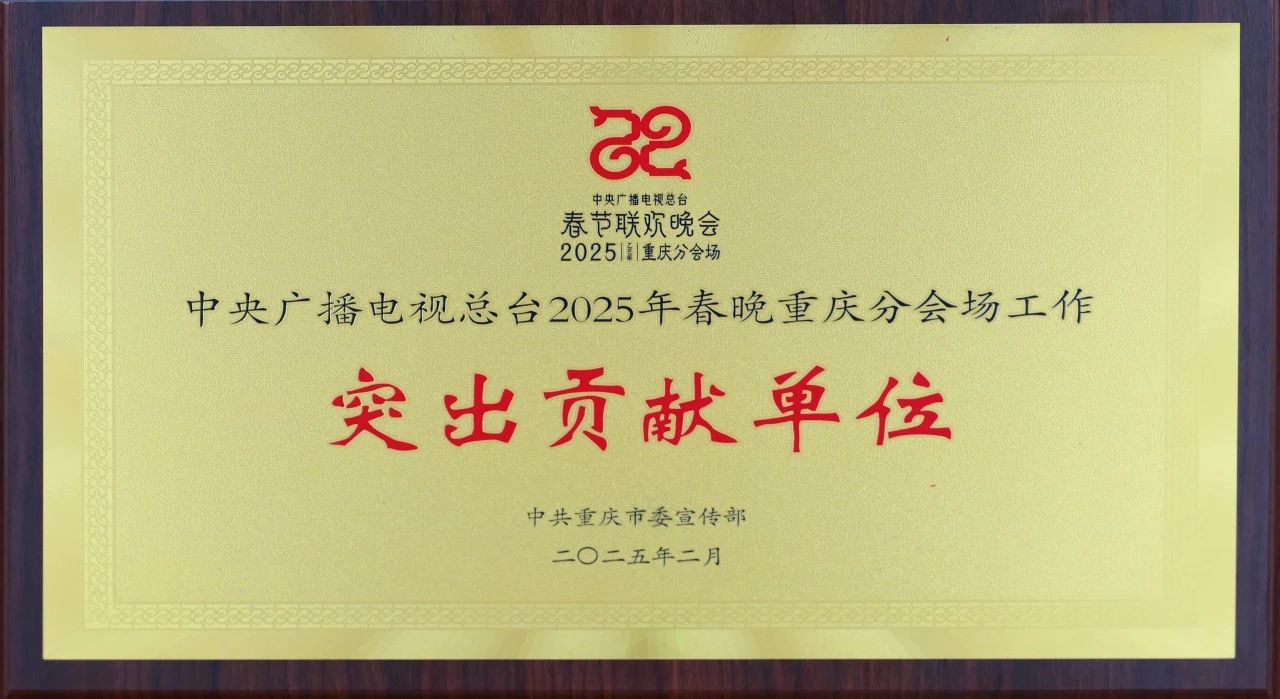 中央广播电视总台
春节联欢晚会
2025 重庆分会场
中央广播电视总台2025年春晚重庆分会场工作
突出贡献单位
中共重庆市委宣传部
二〇二五年二月